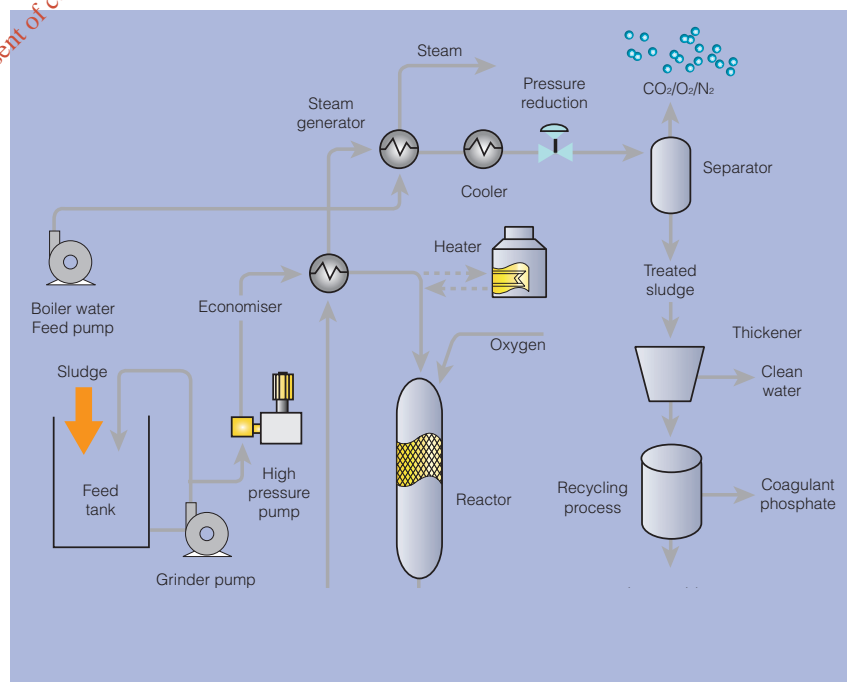 Steam
CO₂/O₂/N₂
Pressure
reduction
Steam
generator
Separator
Cooler
Heater
Treated
sludge
Boiler water
Feed pump
Economiser
Thickener
Oxygen
Clean
water
Sludge
High
pressure
pump
Feed
tank
Reactor
Recycling
process
Coagulant
phosphate
Grinder pump